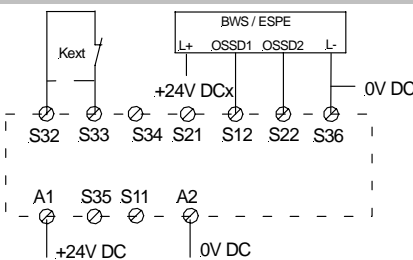 BWS / ESPE
Kext L+ OSSD1 OSSD2 L-
+24V DCx 0V DC
S32 S33 S34 S21 S12 S22 S36
A1 S35 S11 A2
+24V DC 0V DC